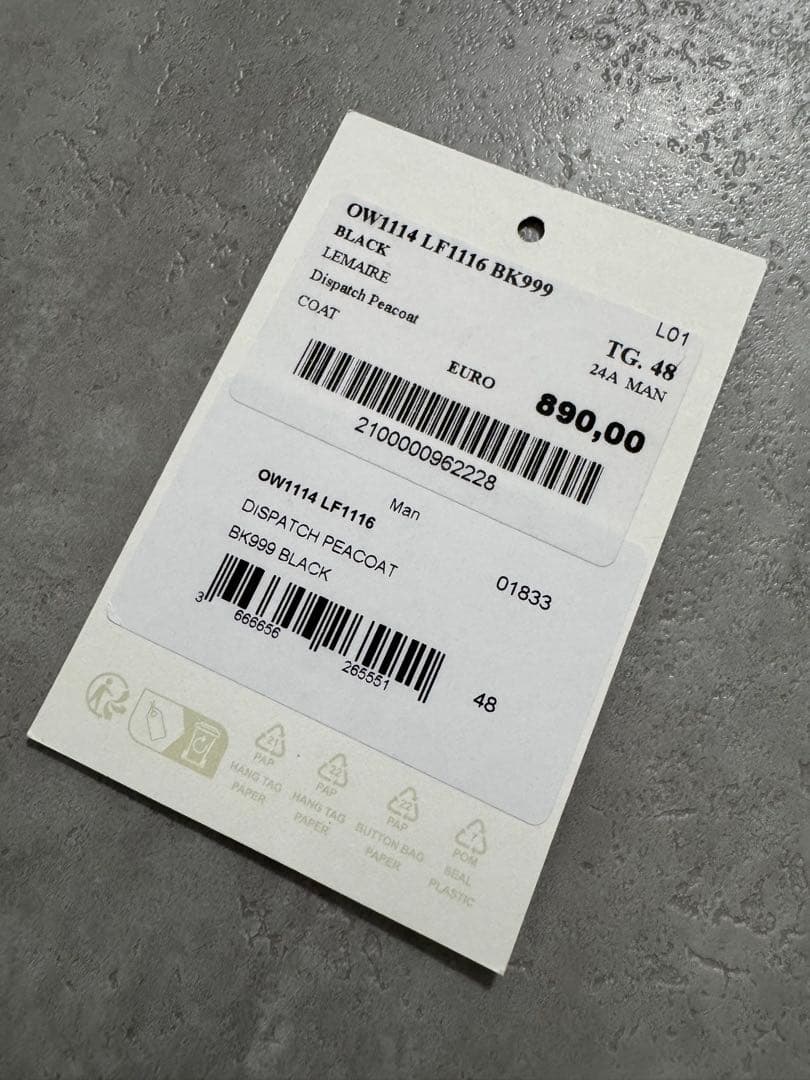 OW1114 LF1116 BK999
BLACK
LEMAIRE
Dispatch Peacoat
COAT
L01
TG. 48
24A MAN
EURO
890,00
2100000962228
OW1114 LF1116
Man
DISPATCH PEACOAT
BK999 BLACK
01833
3 666656 265551
48
21
PAP
HANG TAG
PAPER
22
PAP
HANG TAG
PAPER
22
PAP
BUTTON BAG
PAPER
7
POM
SEAL
PLASTIC